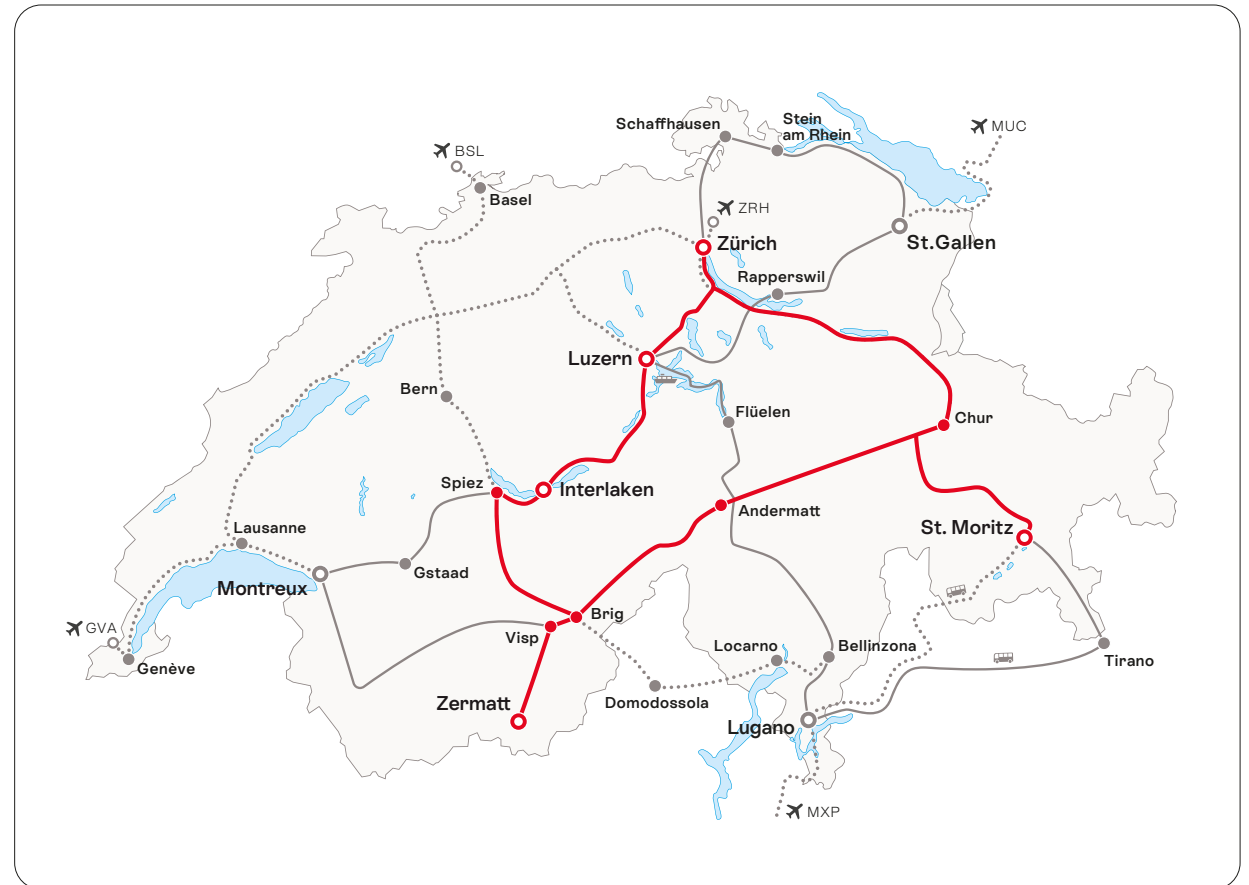 Schaffhausen
Stein
am Rhein
MUC
BSL
Basel
ZRH
Zürich
St.Gallen
Rapperswil
Luzern
Bern
Flüelen
Chur
Spiez
Interlaken
Andermatt
St. Moritz
Lausanne
Gstaad
Montreux
GVA
Genève
Brig
Visp
Locarno
Bellinzona
Tirano
Zermatt
Domodossola
Lugano
MXP